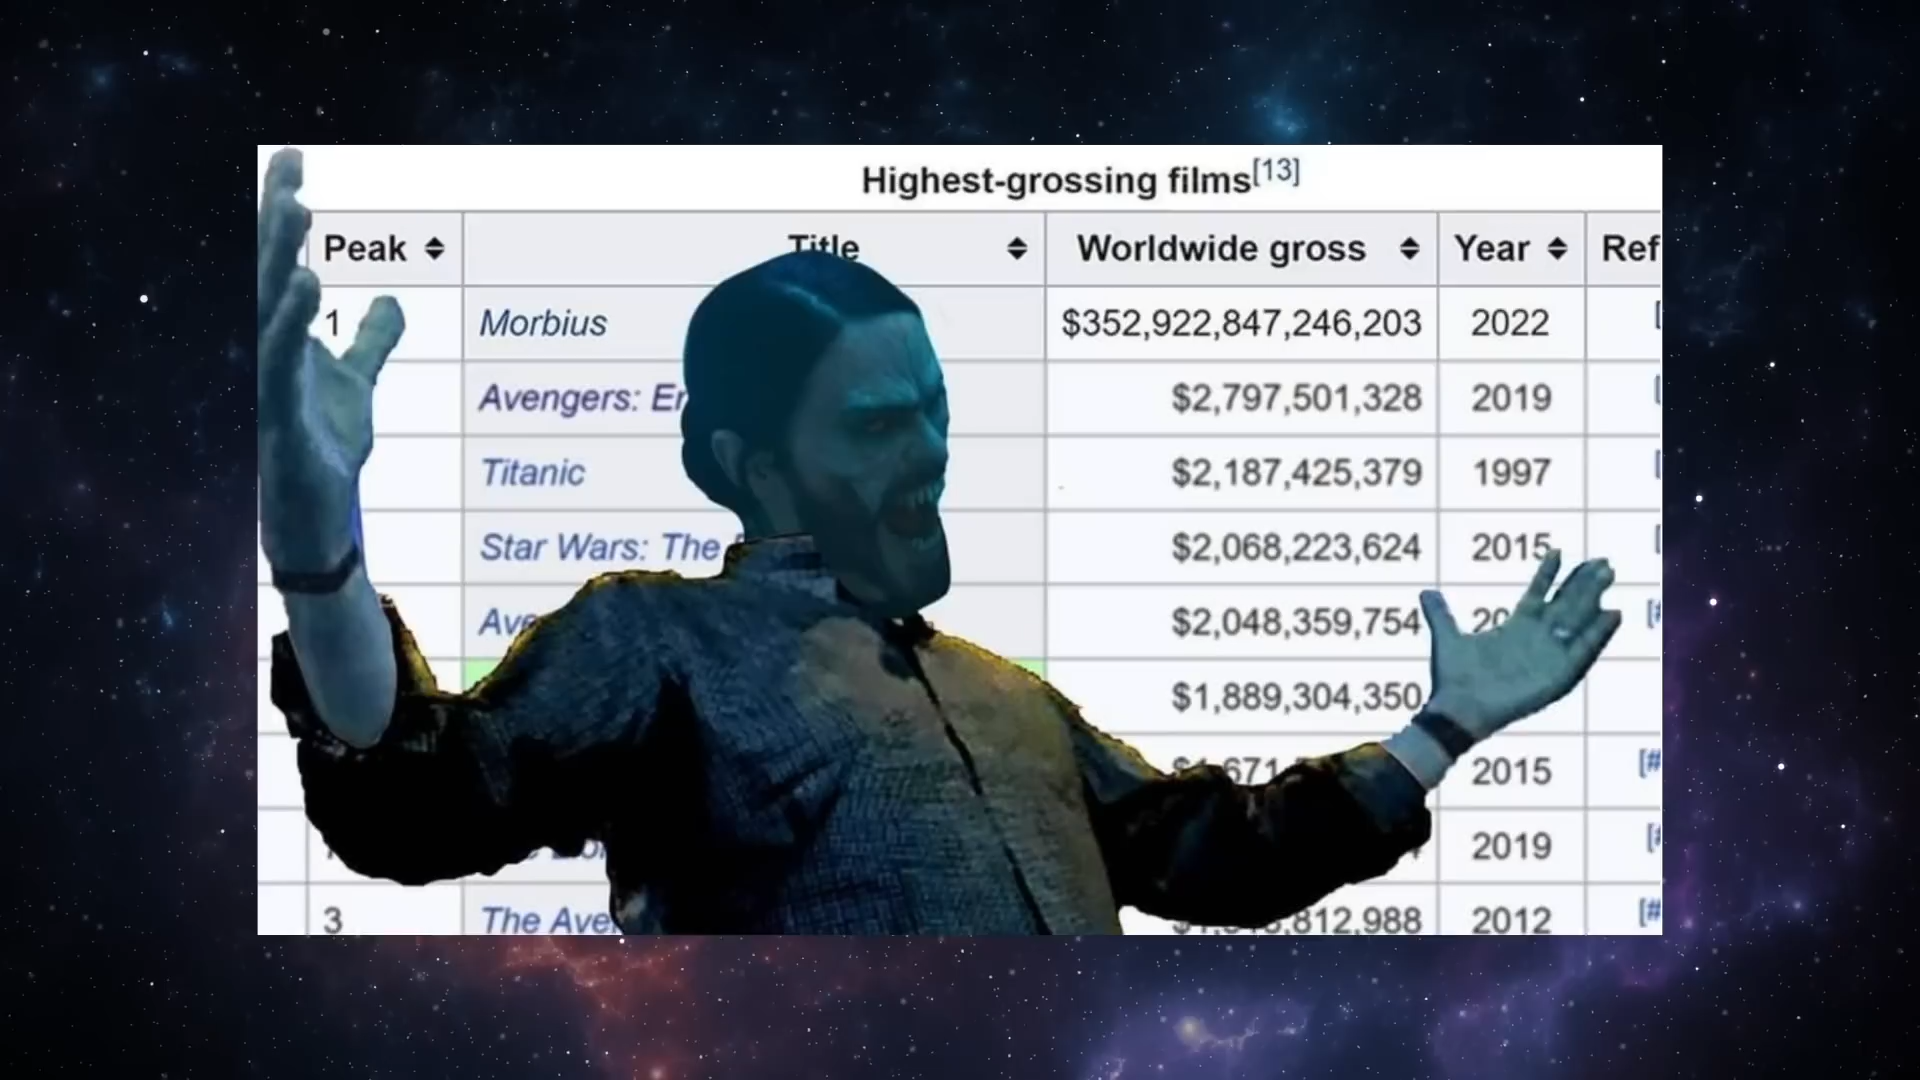 Highest-grossing films[13]
Peak Title Worldwide gross Year Ref
1 Morbius $352,922,847,246,203 2022
Avengers: $2,797,501,328 2019
Titanic $2,187,425,379 1997
Star Wars: The $2,068,223,624 2015
$2,048,359,754
$1,889,304,350
2015 [#
2019 [#
3 The 812,988 2012 [#